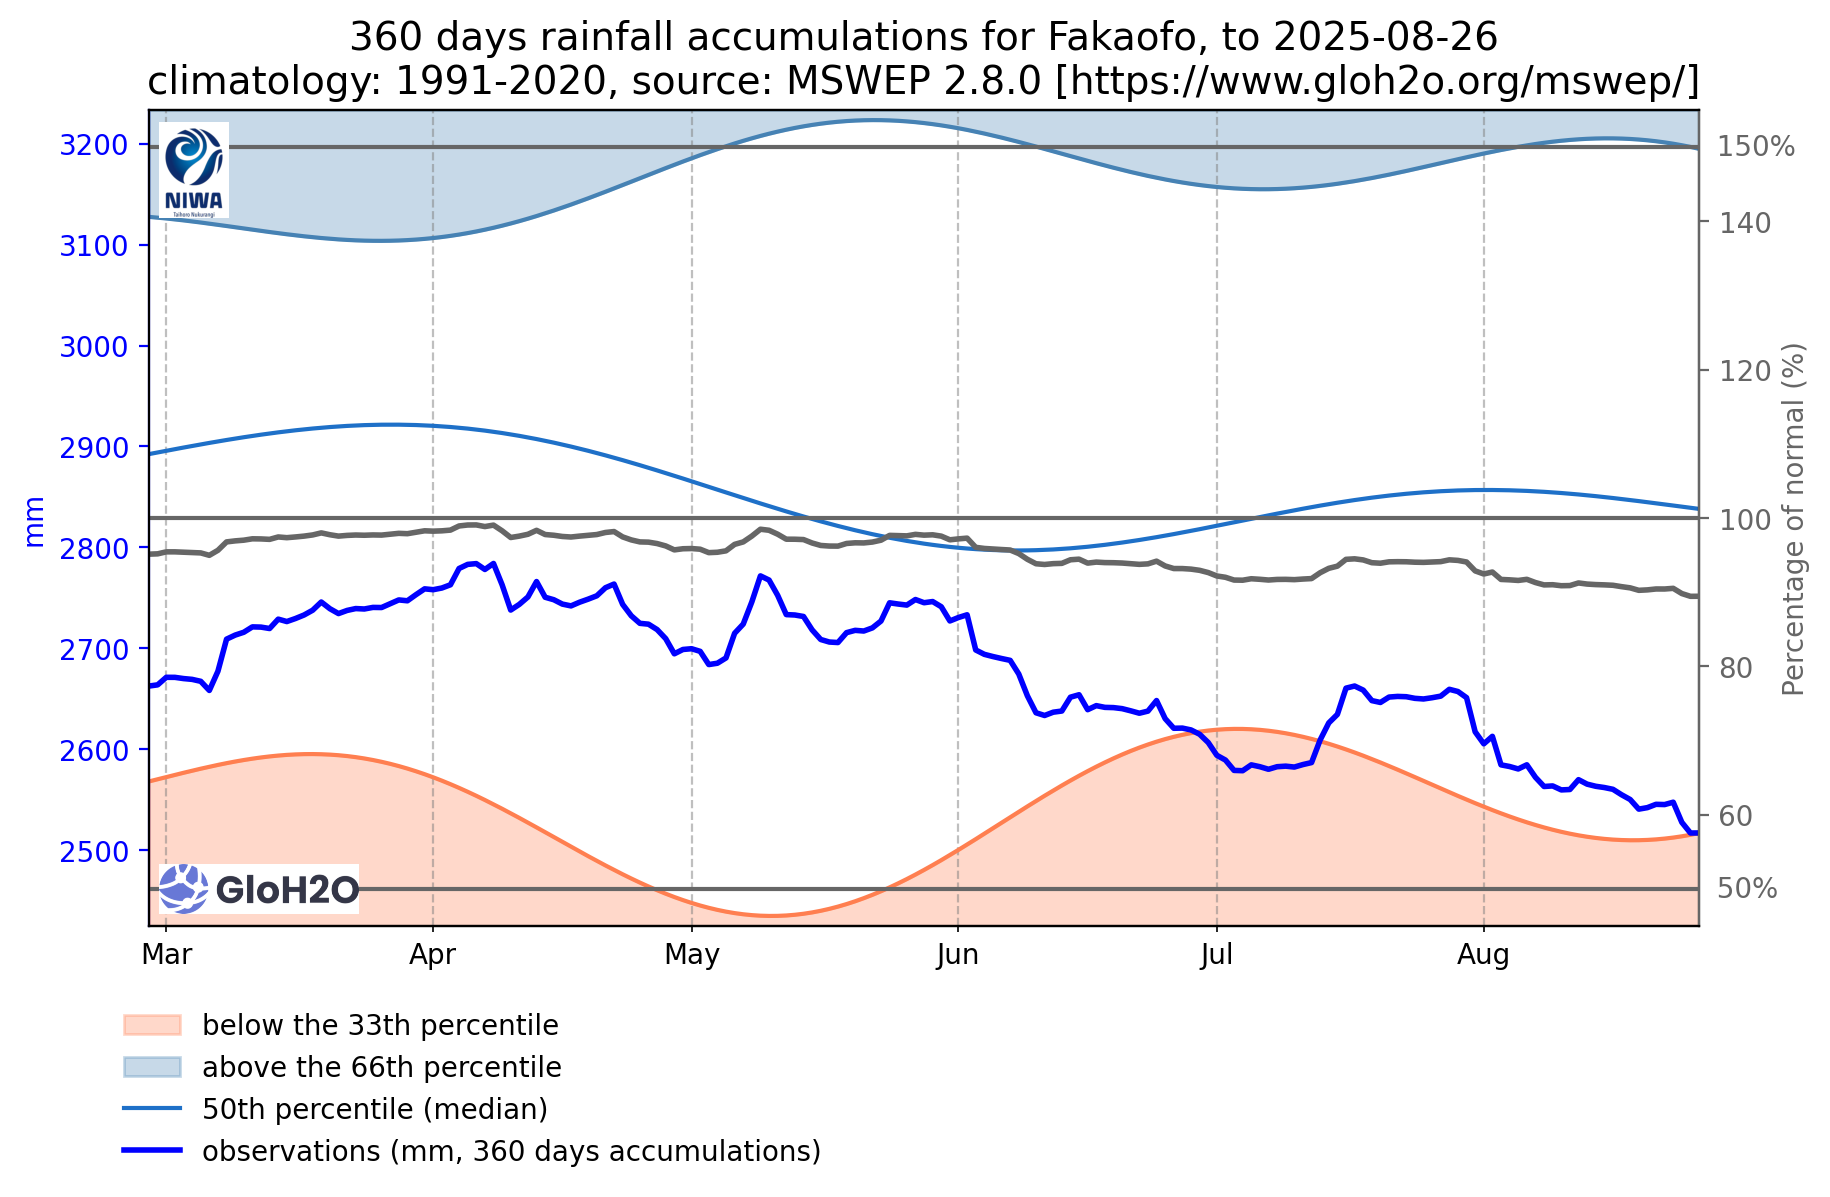 360 days rainfall accumulations for Fakaofo, to 2025-08-26
climatology: 1991-2020, source: MSWEP 2.8.0 [https://www.gloh2o.org/mswep/]
NIWA
Taihoro Nukurangi
3200
3100
3000
2900
2800
2700
2600
2500
mm
150%
140
120
100
80
60
50%
Percentage of normal (%)
GloH2O
Mar Apr May Jun Jul Aug
below the 33th percentile
above the 66th percentile
50th percentile (median)
observations (mm, 360 days accumulations)